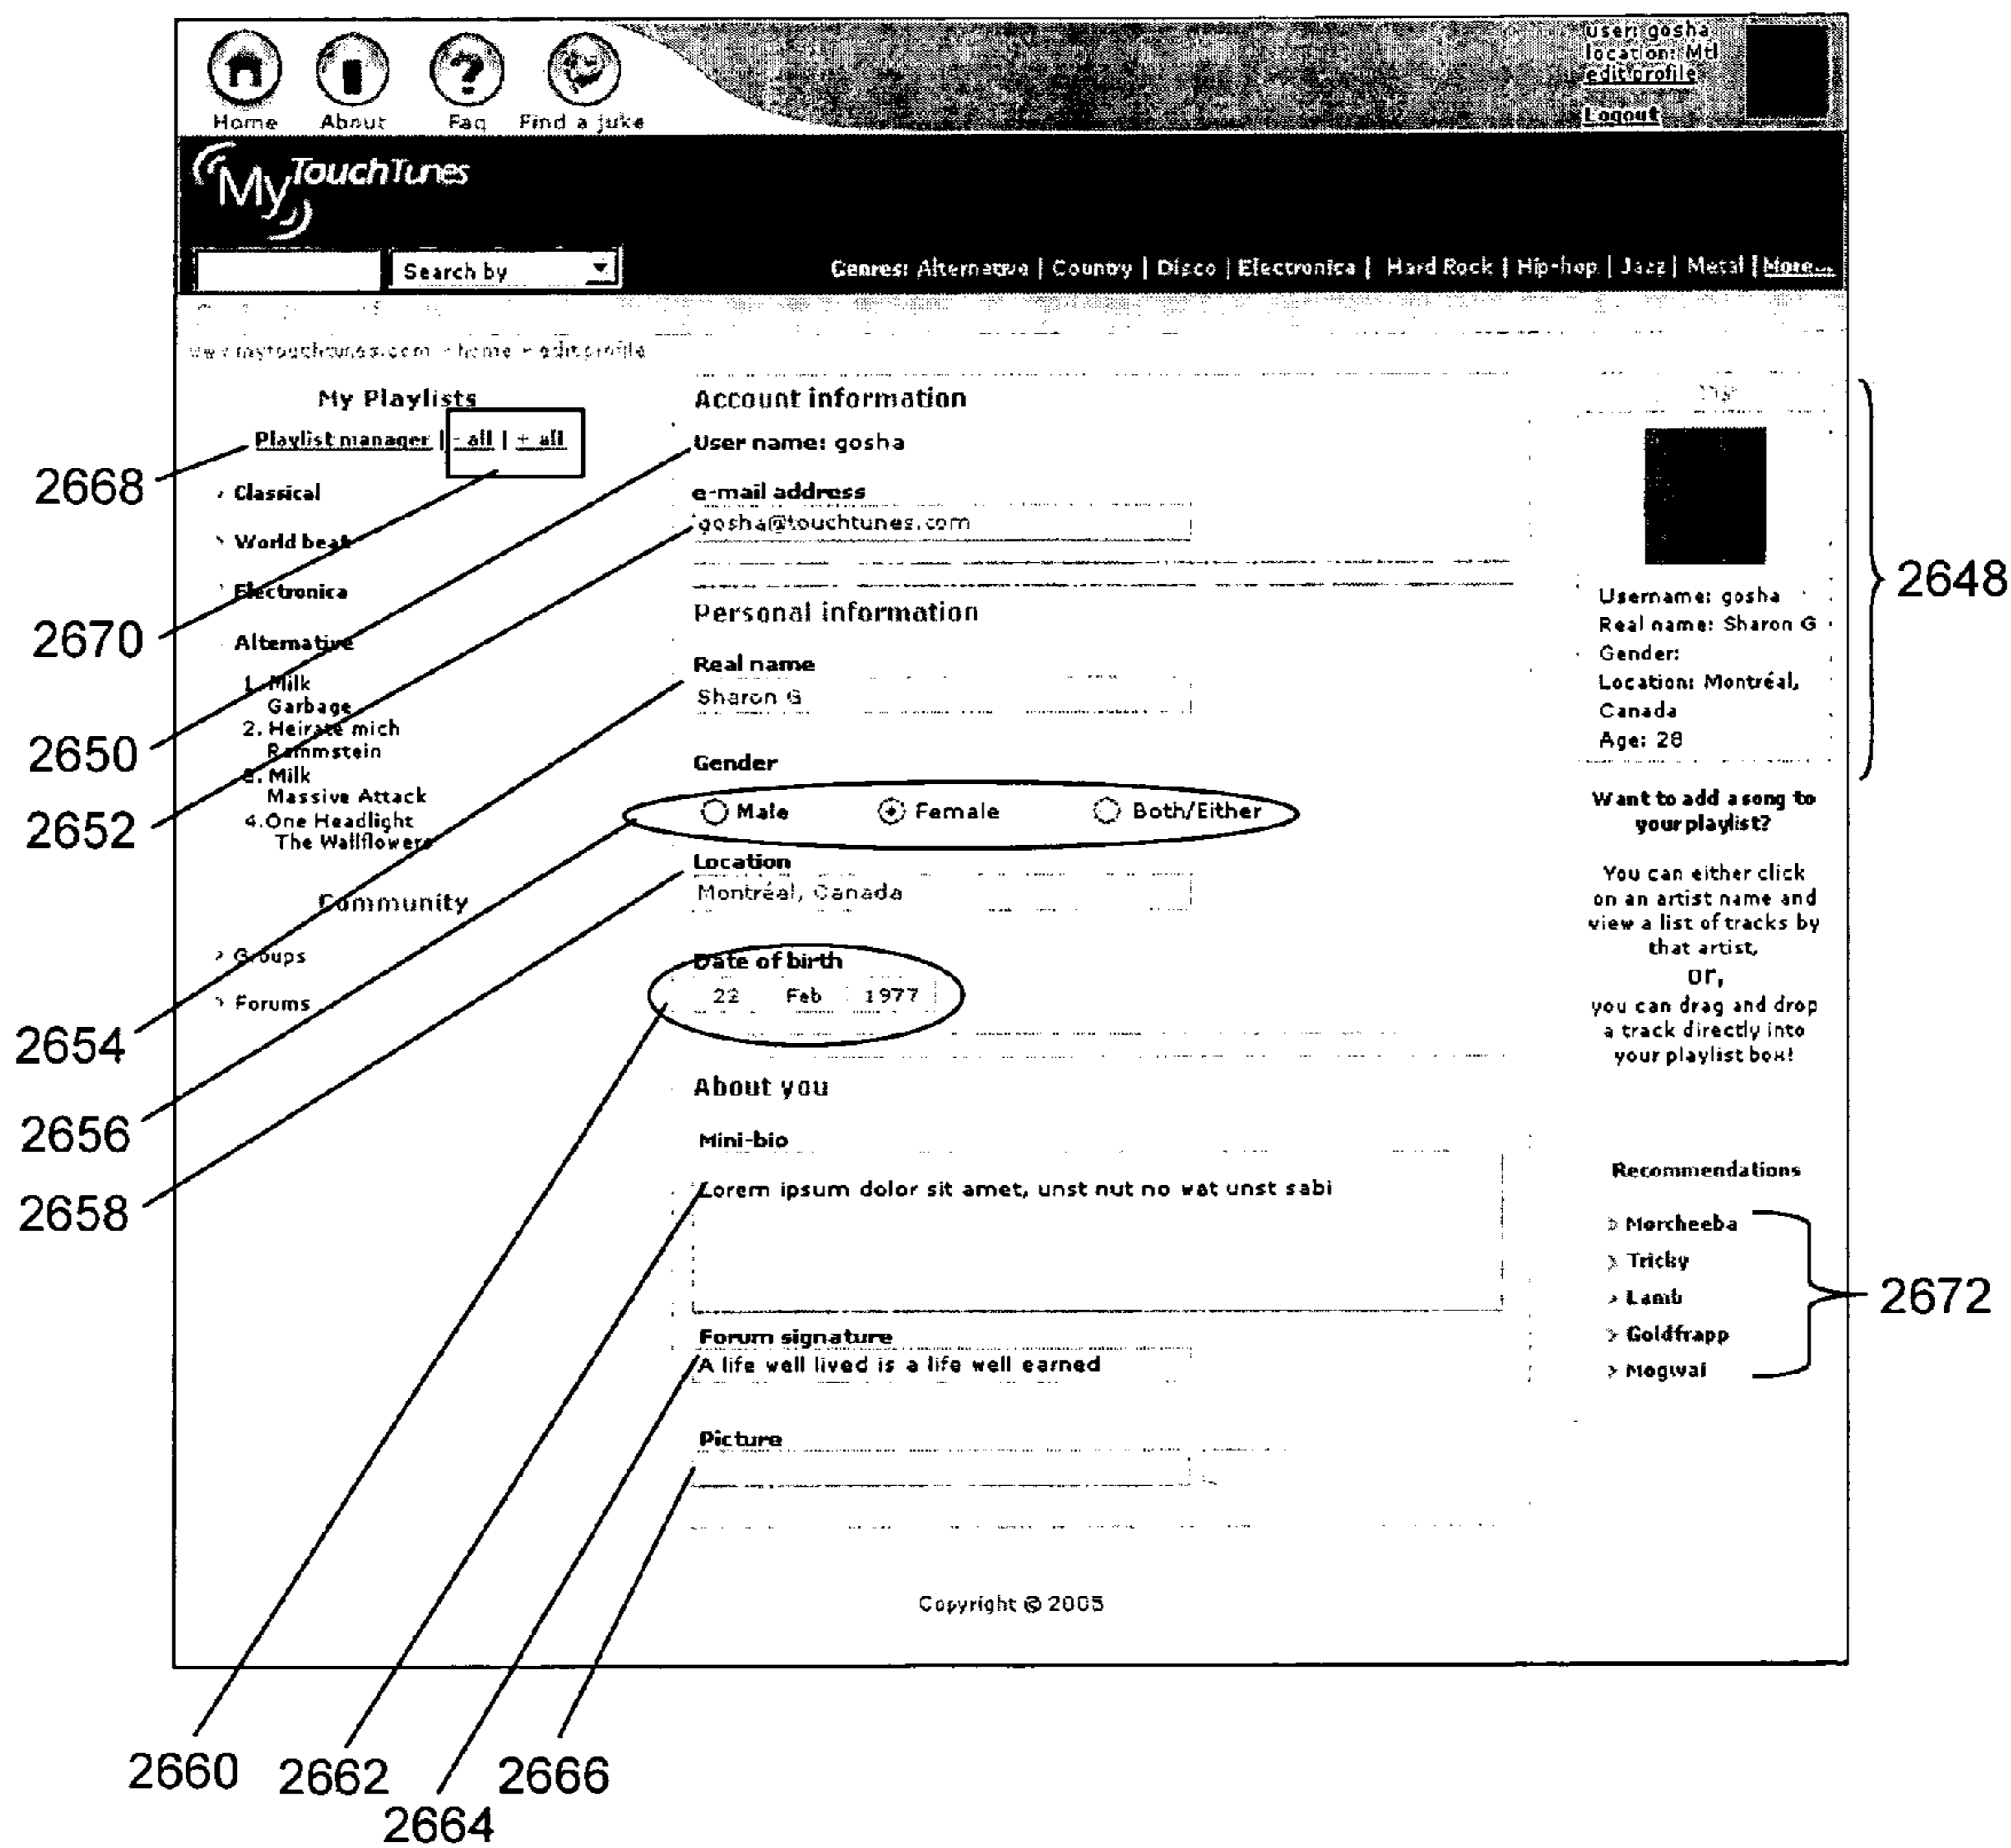 Home About Faq Find a juke
user: gosha
location: Mtl
edit profile
Logout
My TouchTunes
Search by
Genres: Alternative | Country | Disco | Electronica | Hard Rock | Hip-hop | Jazz | Metal | More...
www.mytouchtunes.com > home > edit profile
My Playlists
Playlist manager | - all | + all
> Classical
> World beat
> Electronica
Alternative
1. Milk
Garbage
2. Heirate mich
Rammstein
3. Milk
Massive Attack
4. One Headlight
The Wallflowers
Community
> Groups
> Forums
Account information
User name: gosha
e-mail address
gosha@touchtunes.com
Personal information
Real name
Sharon G
Gender
Male Female Both/Either
Location
Montréal, Canada
Date of birth
22 Feb 1977
About you
Mini-bio
Lorem ipsum dolor sit amet, unst nut no wat unst sabi
Forum signature
A life well lived is a life well earned
Picture
Username: gosha
Real name: Sharon G
Gender:
Location: Montréal,
Canada
Age: 28
Want to add a song to
your playlist?
You can either click
on an artist name and
view a list of tracks by
that artist,
or,
you can drag and drop
a track directly into
your playlist box!
Recommendations
> Morcheeba
> Tricky
> Lamb
> Goldfrapp
> Mogwai
Copyright © 2005
2668
2670
2650
2652
2654
2656
2658
2660
2662
2664
2666
2648
2672